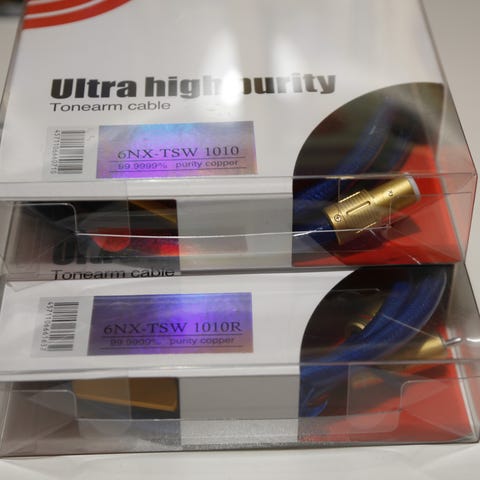 Ultra high purity
Tonearm cable
6NX-TSW 1010
99.9999% purity copper
Tonearm cable
6NX-TSW 1010R
99.9999% purity copper